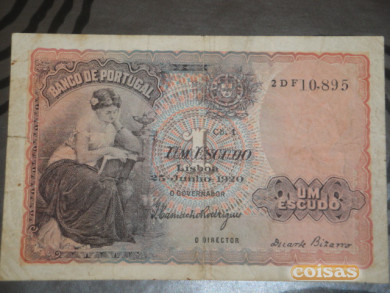 BANCO DE PORTUGAL
2DF 10.895
Ch. 1
1
UM ESCUDO
Lisboa
25-Junho-1920
O GOVERNADOR
O DIRECTOR
UM
ESCUDO
coisas